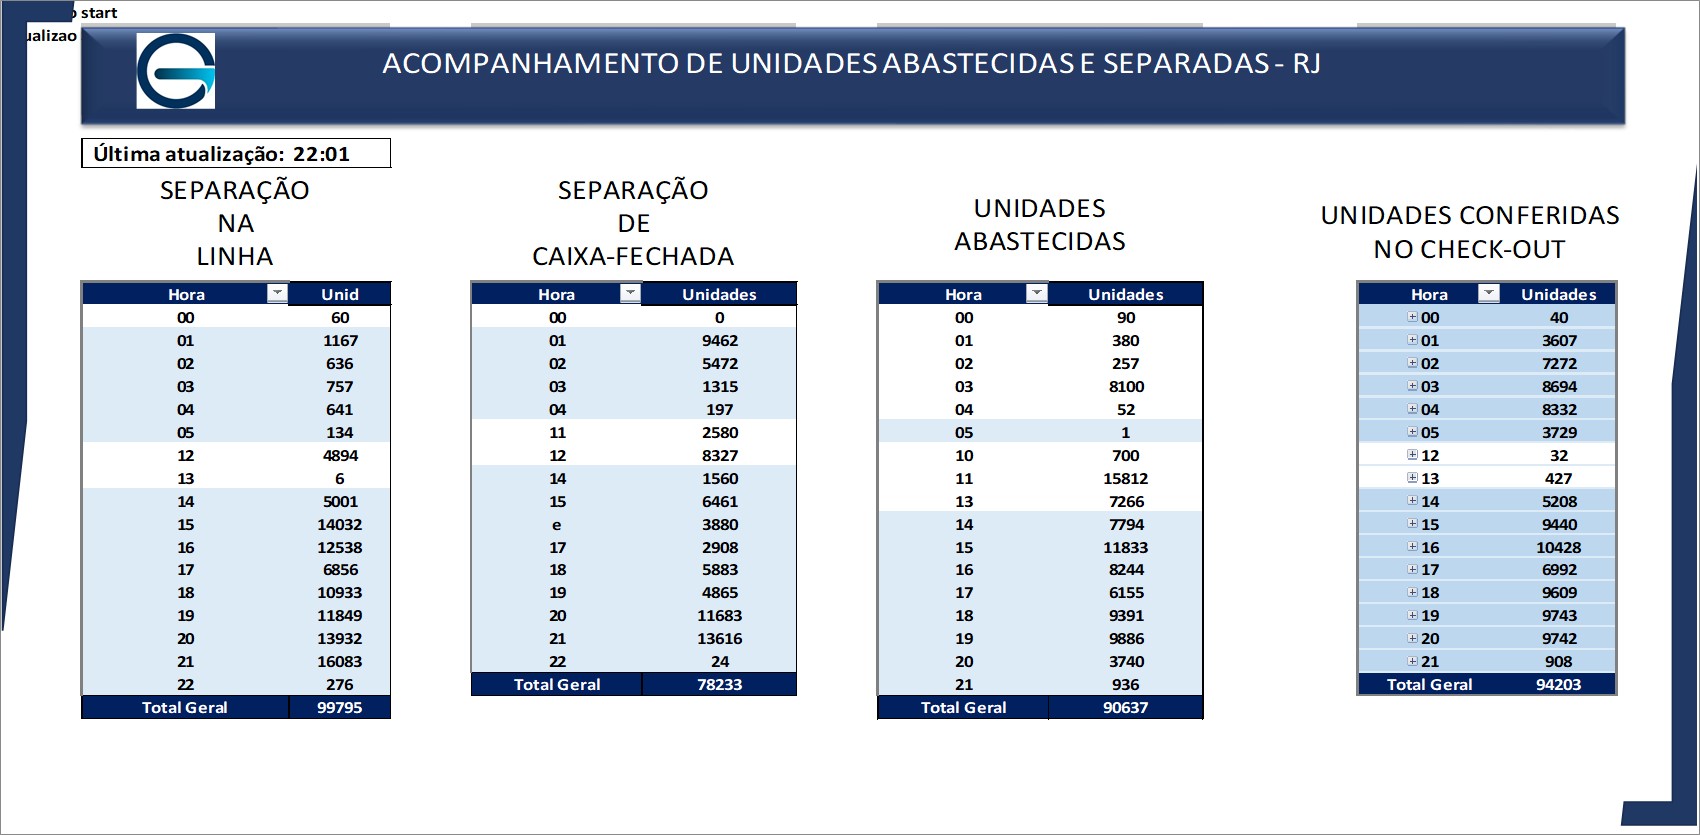 start
ualizao
ACOMPANHAMENTO DE UNIDADES ABASTECIDAS E SEPARADAS - RJ
Última atualização: 22:01
SEPARAÇÃO
NA
LINHA
Hora Unid
00 60
01 1167
02 636
03 757
04 641
05 134
12 4894
13 6
14 5001
15 14032
16 12538
17 6856
18 10933
19 11849
20 13932
21 16083
22 276
Total Geral 99795
SEPARAÇÃO
DE
CAIXA-FECHADA
Hora Unidades
00 0
01 9462
02 5472
03 1315
04 197
11 2580
12 8327
14 1560
15 6461
e 3880
17 2908
18 5883
19 4865
20 11683
21 13616
22 24
Total Geral 78233
UNIDADES
ABASTECIDAS
Hora Unidades
00 90
01 380
02 257
03 8100
04 52
05 1
10 700
11 15812
13 7266
14 7794
15 11833
16 8244
17 6155
18 9391
19 9886
20 3740
21 936
Total Geral 90637
UNIDADES CONFERIDAS
NO CHECK-OUT
Hora Unidades
00 40
01 3607
02 7272
03 8694
04 8332
05 3729
12 32
13 427
14 5208
15 9440
16 10428
17 6992
18 9609
19 9743
20 9742
21 908
Total Geral 94203